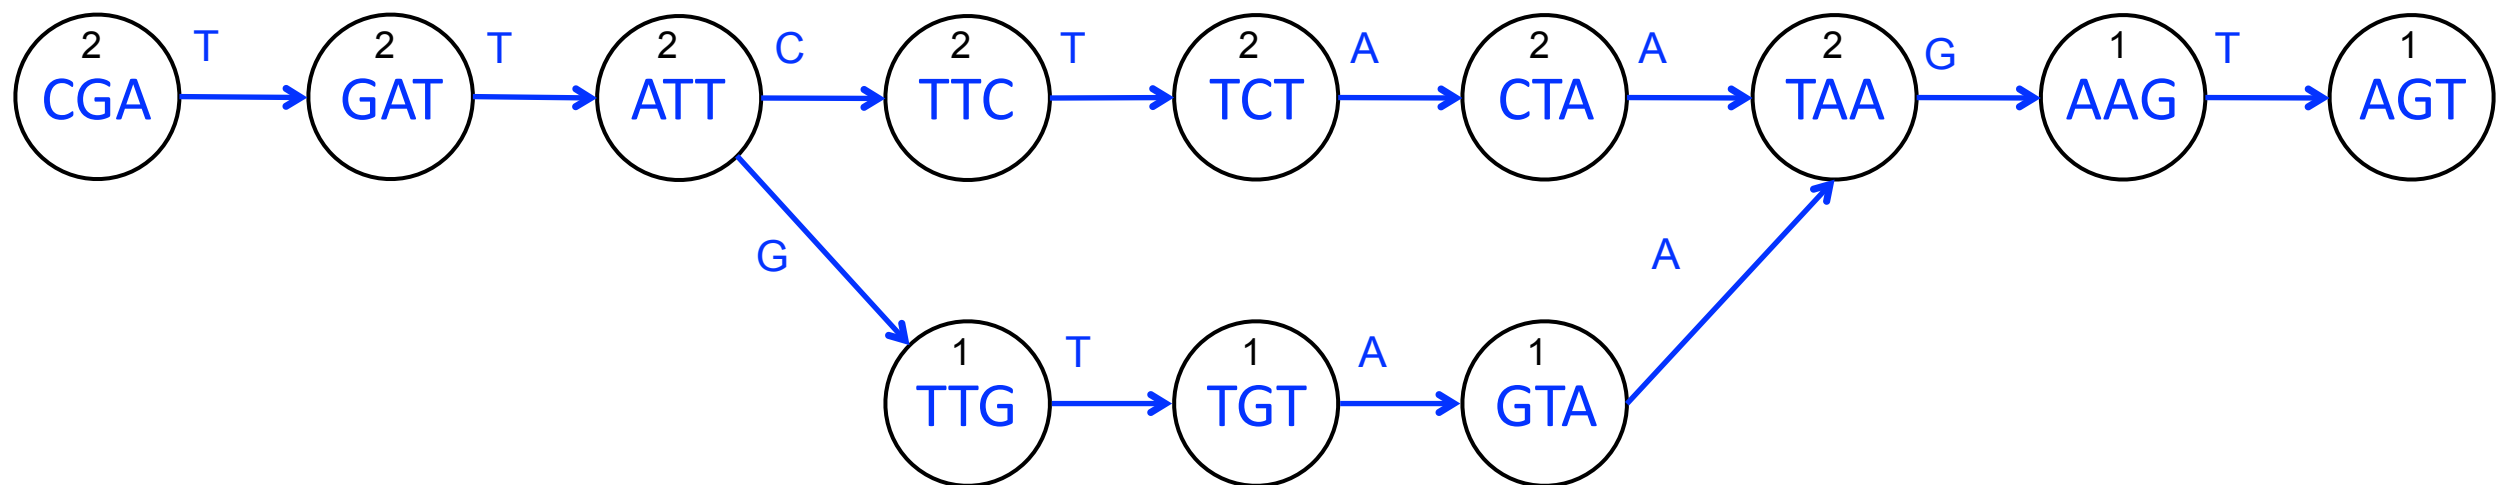 T T C T A A G T
2 2 2 2 2 2 2 1 1
CGA GAT ATT TTC TCT CTA TAA AAG AGT
G A
T A
1 1 1
TTG TGT GTA